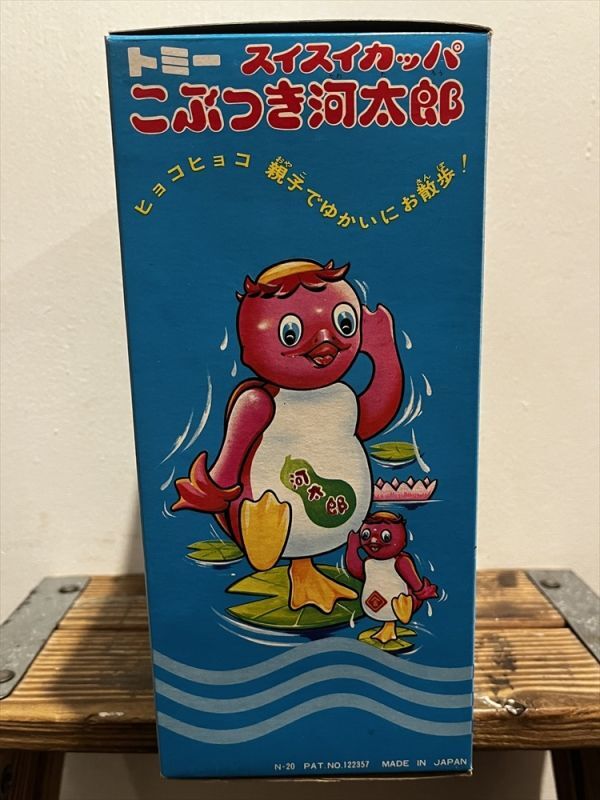 トミー スイスイカッパ
こぶつき河太郎
ヒョコヒョコ 親子でゆかいにお散歩！
河太郎
N-20 PAT.NO.122357 MADE IN JAPAN